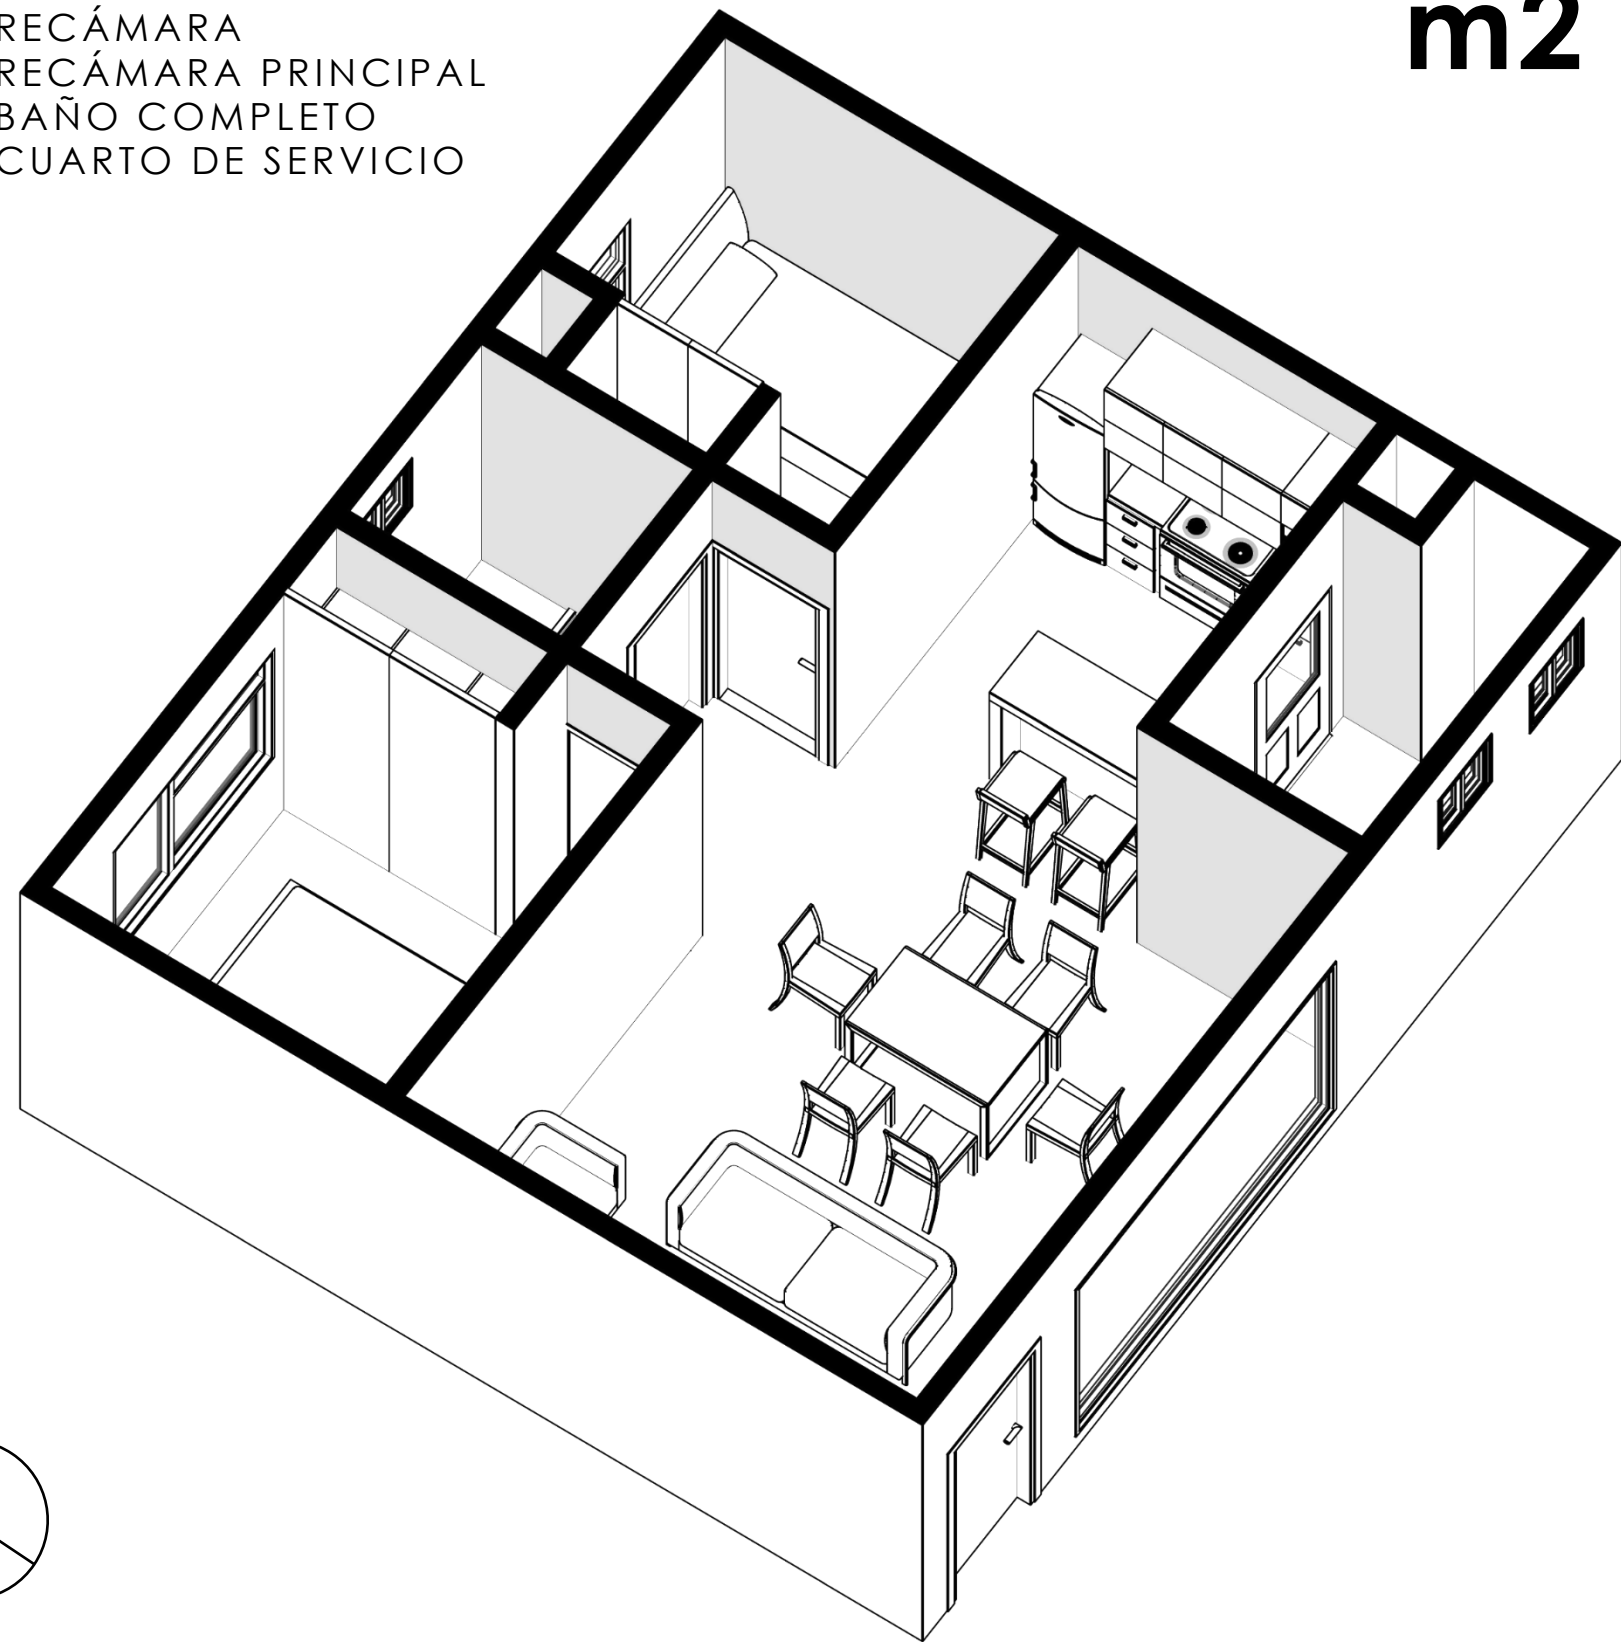 RECÁMARA
RECÁMARA PRINCIPAL
BAÑO COMPLETO
CUARTO DE SERVICIO
m2